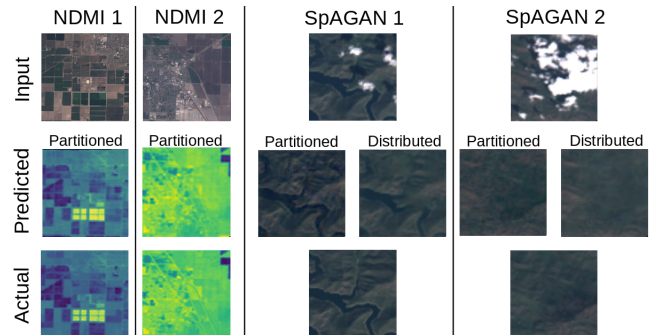 NDMI 1 NDMI 2 SpAGAN 1 SpAGAN 2
Input
Partitioned Partitioned Partitioned Distributed Partitioned Distributed
Predicted
Actual